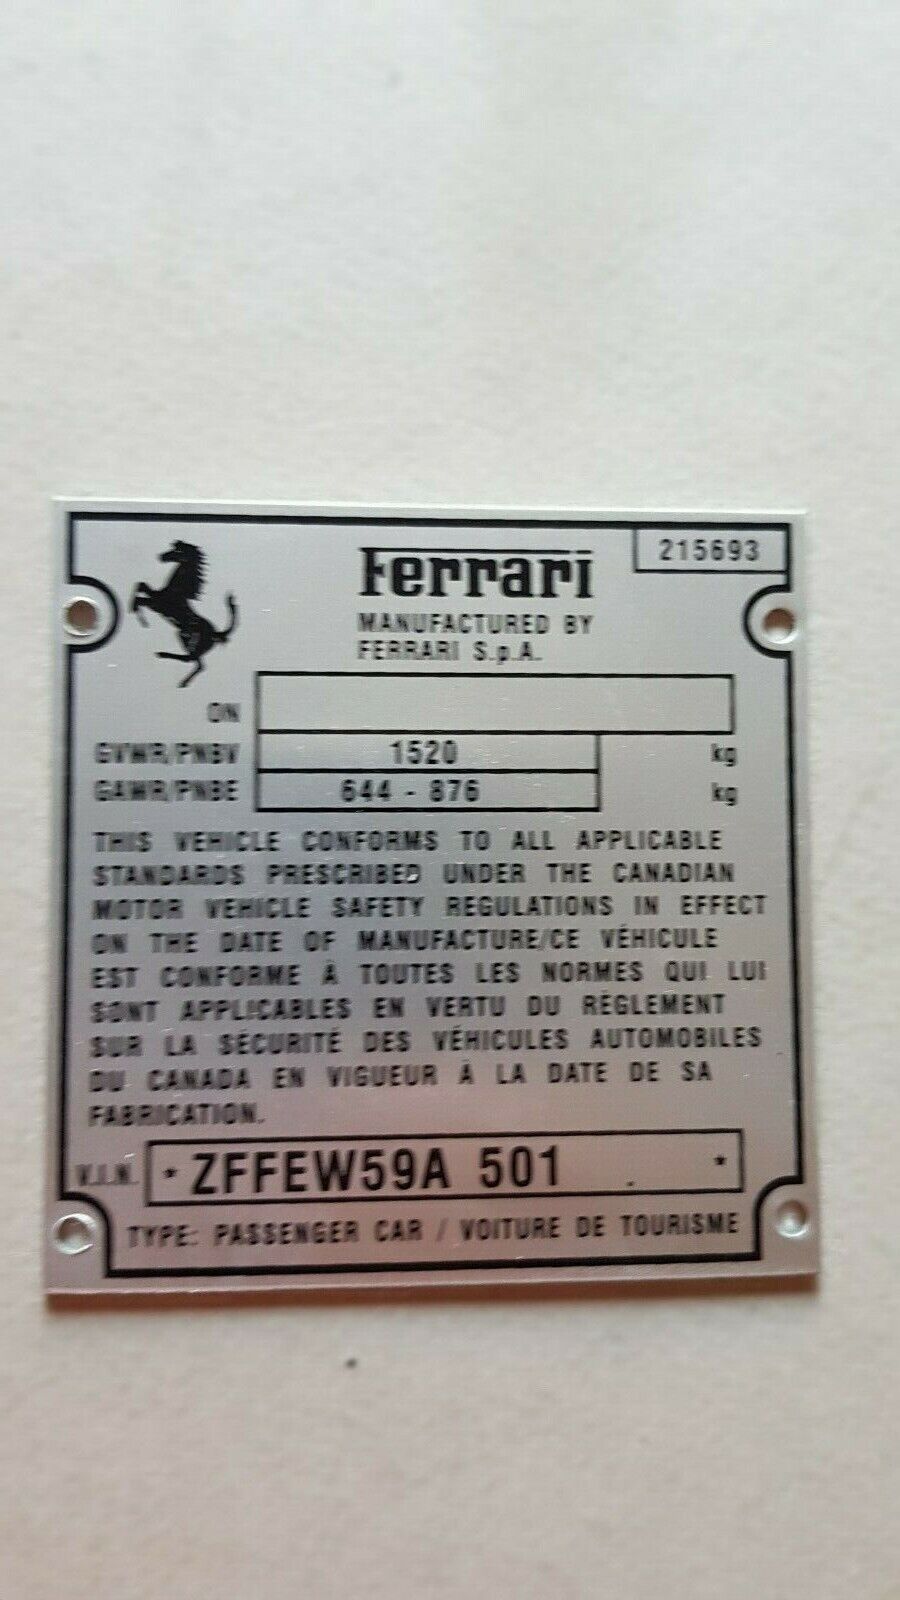 Ferrari
215693
MANUFACTURED BY
FERRARI S.p.A.
ON
GVWR/PNBV 1520 kg
GAWR/PNBE 644 - 876 kg
THIS VEHICLE CONFORMS TO ALL APPLICABLE
STANDARDS PRESCRIBED UNDER THE CANADIAN
MOTOR VEHICLE SAFETY REGULATIONS IN EFFECT
ON THE DATE OF MANUFACTURE/CE VÉHICULE
EST CONFORME À TOUTES LES NORMES QUI LUI
SONT APPLICABLES EN VERTU DU RÈGLEMENT
SUR LA SÉCURITÉ DES VÉHICULES AUTOMOBILES
DU CANADA EN VIGUEUR À LA DATE DE SA
FABRICATION.
V.I.N. * ZFFEW59A 501 *
TYPE: PASSENGER CAR / VOITURE DE TOURISME